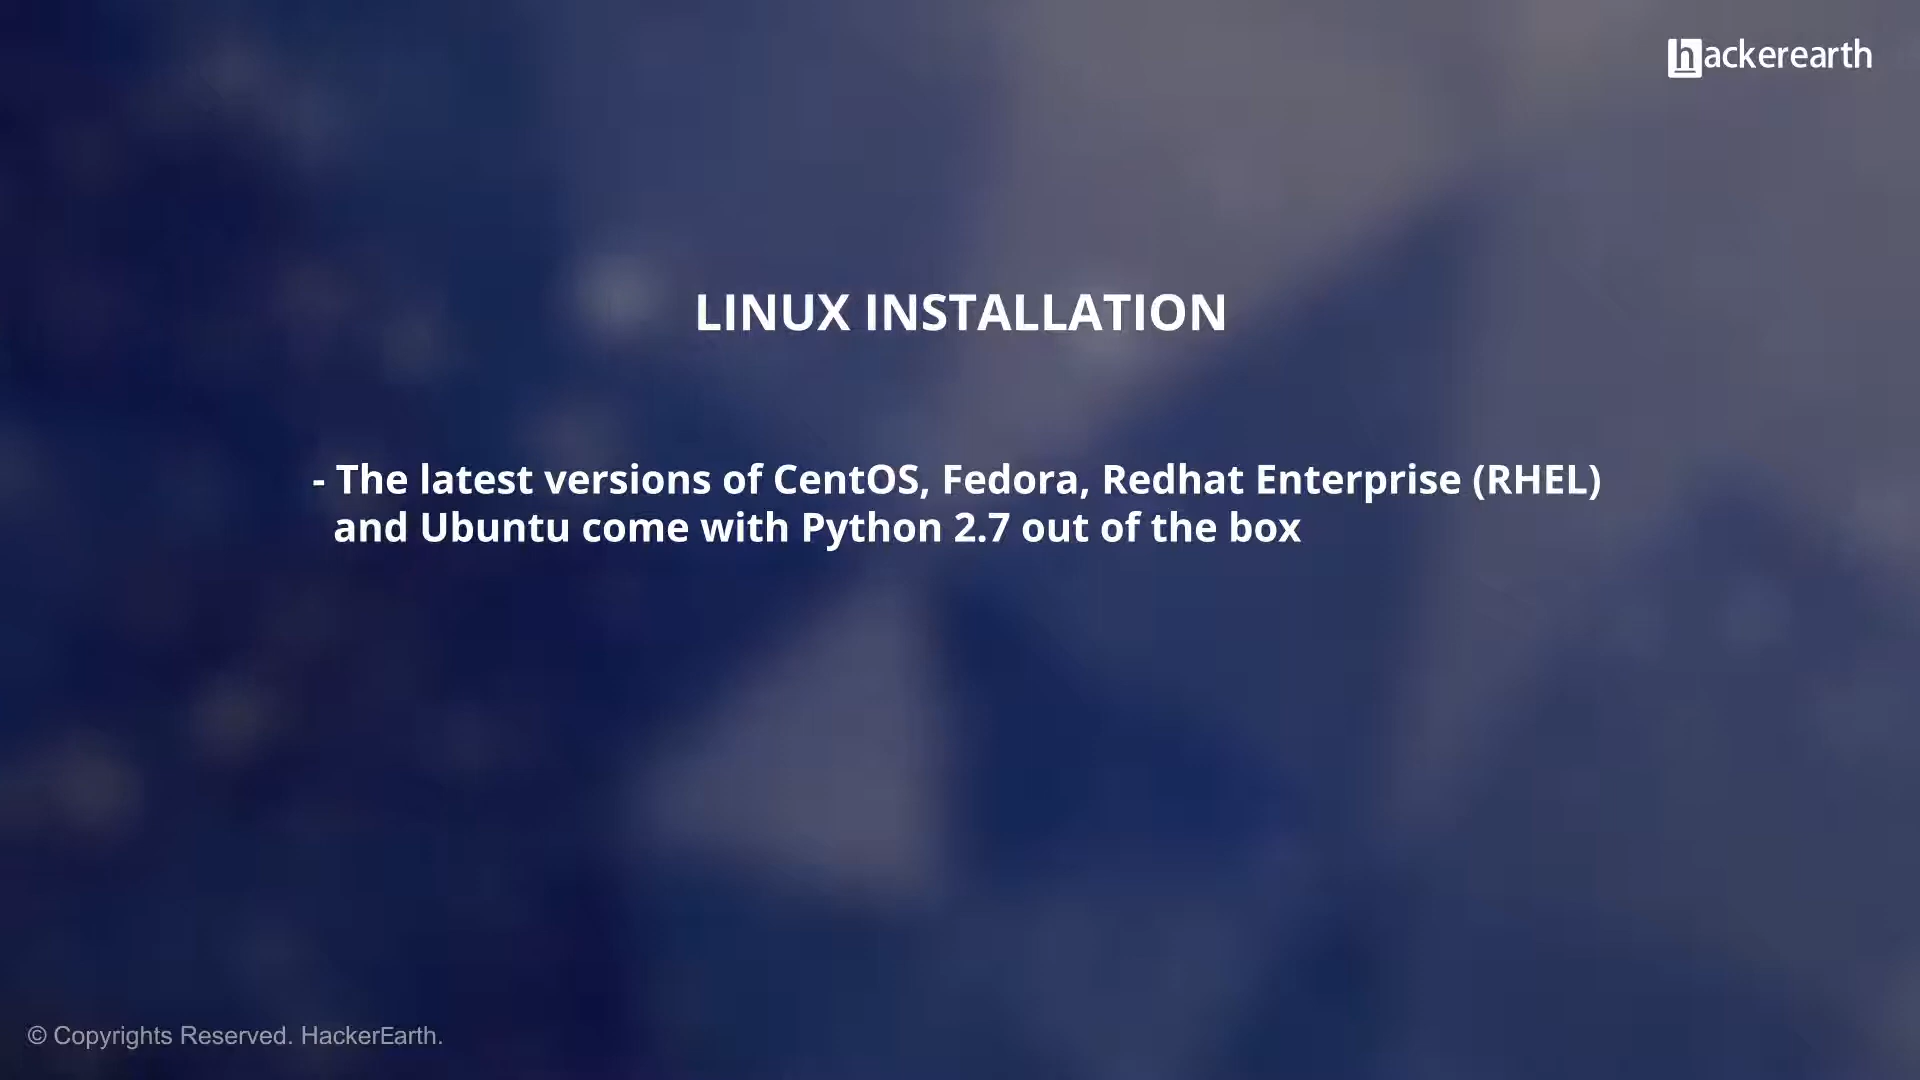 hackerearth
LINUX INSTALLATION
- The latest versions of CentOS, Fedora, Redhat Enterprise (RHEL)
and Ubuntu come with Python 2.7 out of the box
© Copyrights Reserved. HackerEarth.